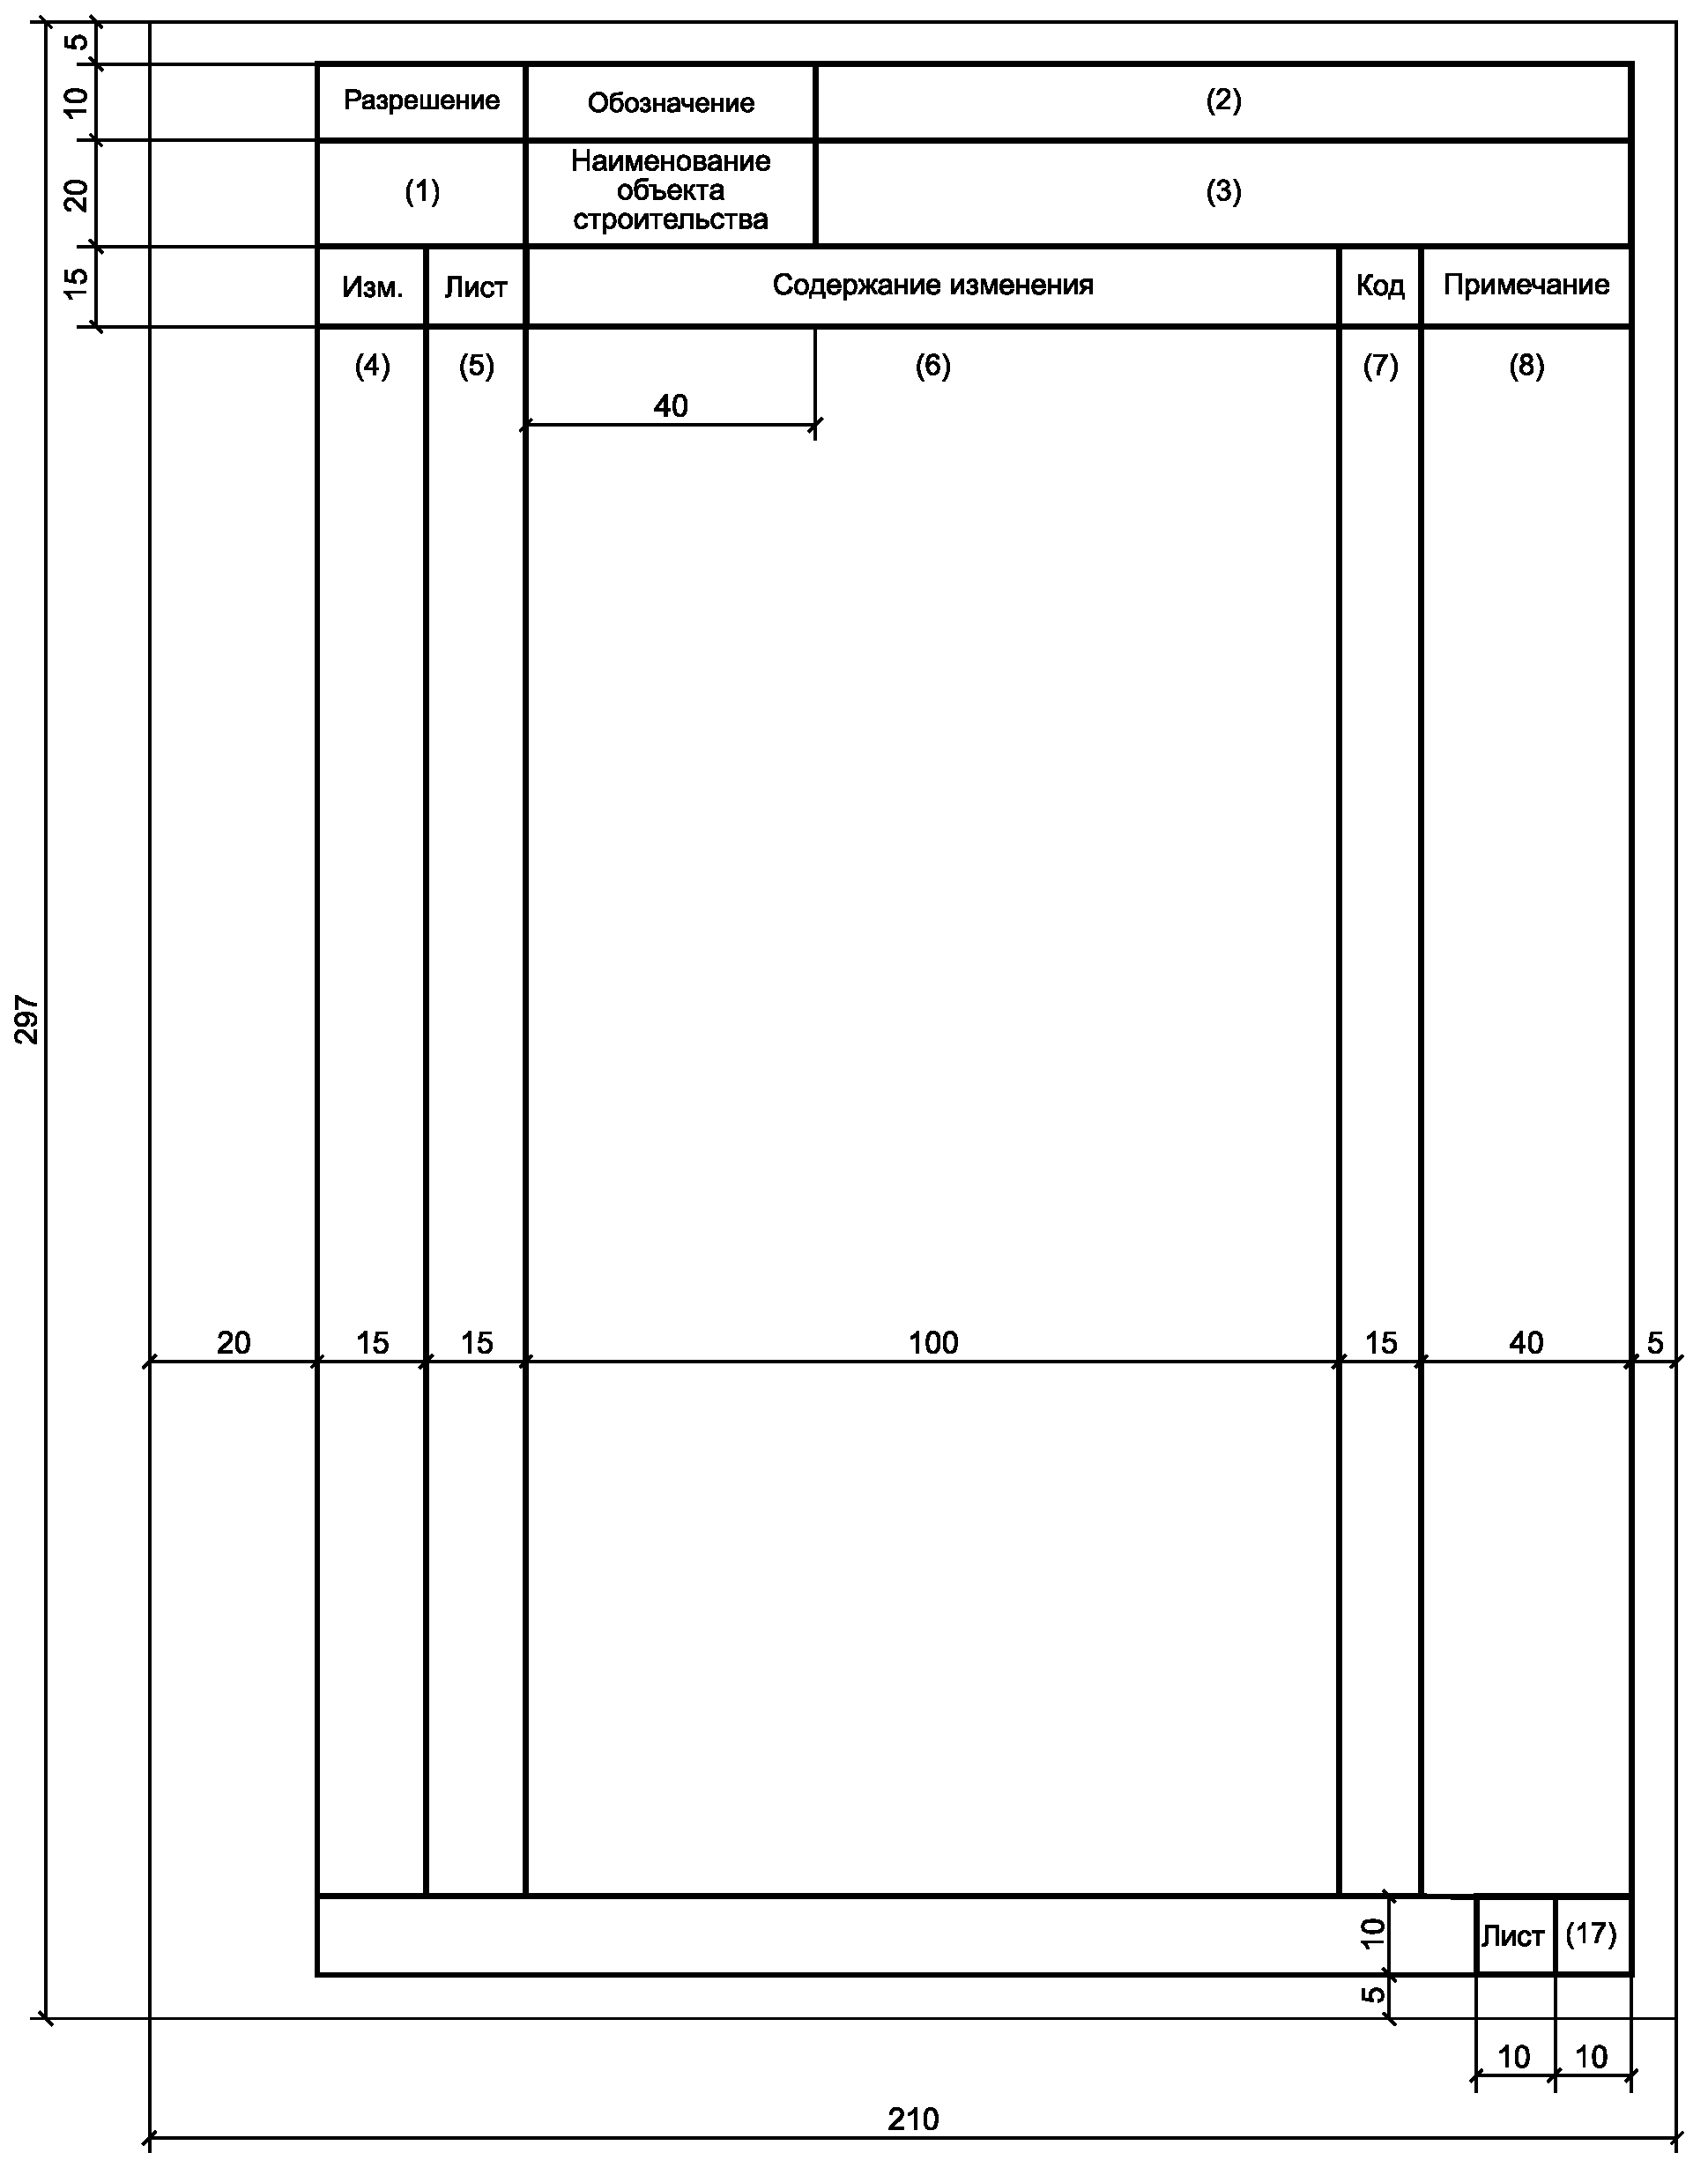 5
10
20
15
297
Разрешение
Обозначение
(2)
(1)
Наименование
объекта
строительства
(3)
Изм.
Лист
Содержание изменения
Код
Примечание
(4)
(5)
(6)
(7)
(8)
40
20
15
15
100
15
40
5
10
Лист
(17)
5
10
10
210